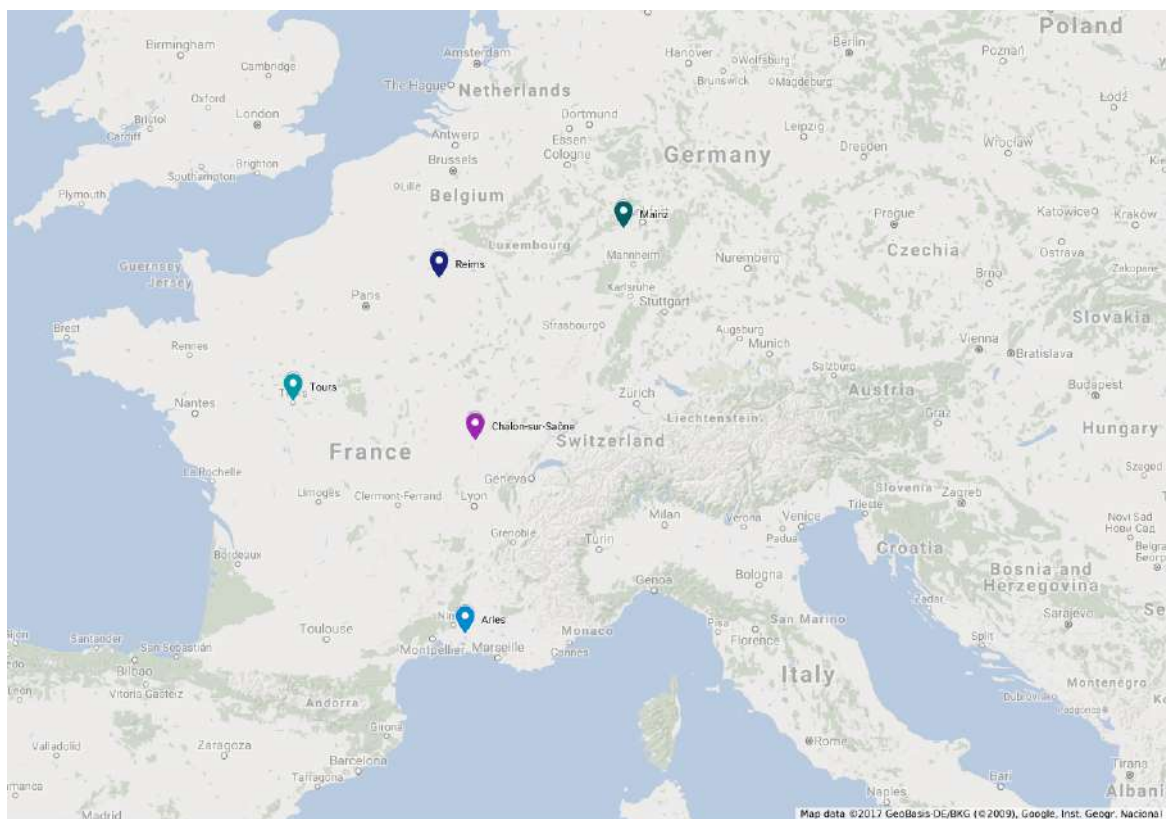 Poland
Birmingham
Cambridge
Amsterdam
Hanover
Wolfsburg
Berlin
Poznań
The Hague
Netherlands
Brunswick
Magdeburg
Łódź
Oxford
Bristol
London
Cardiff
Dortmund
Essen
Leipzig
Antwerp
Germany
Dresden
Wrocław
Brighton
Southampton
Brussels
Cologne
Plymouth
Lille
Belgium
Mainz
Prague
Katowice
Kraków
Czechia
Ostrava
Luxembourg
Guernsey
Jersey
Reims
Mannheim
Nuremberg
Zakopane
Brno
Paris
Karlsruhe
Stuttgart
Slovakia
Brest
Rennes
Strasbourg
Augsburg
Munich
Vienna
Bratislava
Salzburg
Tours
Nantes
Zürich
Austria
Budapest
Liechtenstein
Graz
Chalon-sur-Saône
Switzerland
Hungary
France
La Rochelle
Geneva
Szeged
Limoges
Clermont-Ferrand
Lyon
Slovenia
Zagreb
Milan
Verona
Venice
Trieste
Novi Sad
Нови Сад
Grenoble
Turin
Padua
Bordeaux
Croatia
Genoa
Bologna
Bosnia and
Herzegovina
Zadar
Arles
San Marino
Sarajevo
Toulouse
Montpellier
Marseille
Monaco
Cannes
Pisa
Florence
Split
Santander
San Sebastián
Bilbao
Vitoria-Gasteiz
Andorra
Italy
Montenegro
Dubrovnik
Podgorica
Girona
Valladolid
Zaragoza
Barcelona
Rome
Tarragona
Bari
Tirana
Naples
Madrid
Map data ©2017 GeoBasis-DE/BKG (©2009), Google, Inst. Geogr. Nacional